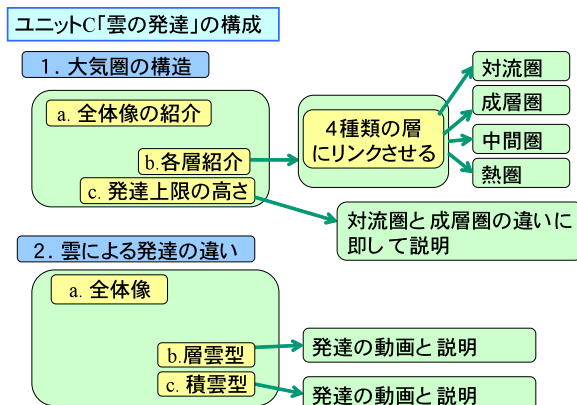 ユニットC「雲の発達」の構成
1. 大気圏の構造
a. 全体像の紹介
b.各層紹介
c. 発達上限の高さ
4種類の層
にリンクさせる
対流圏
成層圏
中間圏
熱圏
対流圏と成層圏の違いに
即して説明
2. 雲による発達の違い
a. 全体像
b.層雲型
c. 積雲型
発達の動画と説明
発達の動画と説明